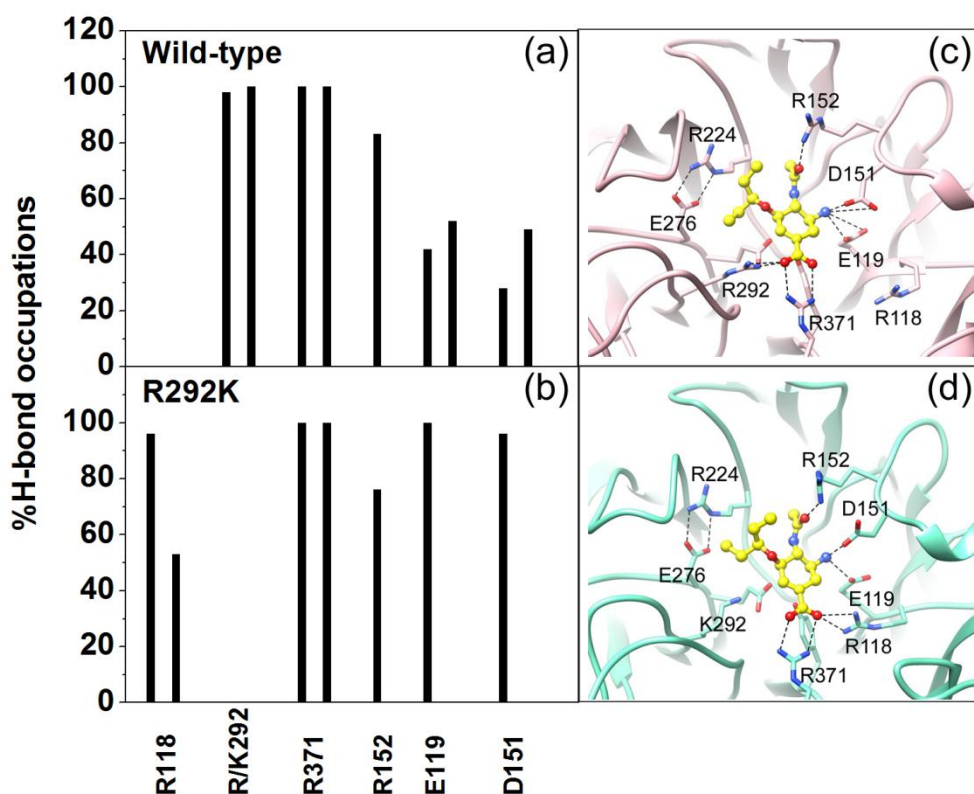 %H-bond occupations
120
Wild-type
(a)
100
80
60
40
20
0
R292K
(b)
100
80
60
40
20
0
R118
R/K292
R371
R152
E119
D151
(c)
R152
R224
D151
E276
E119
R292
R371
R118
(d)
R152
R224
D151
E276
E119
K292
R118
R371